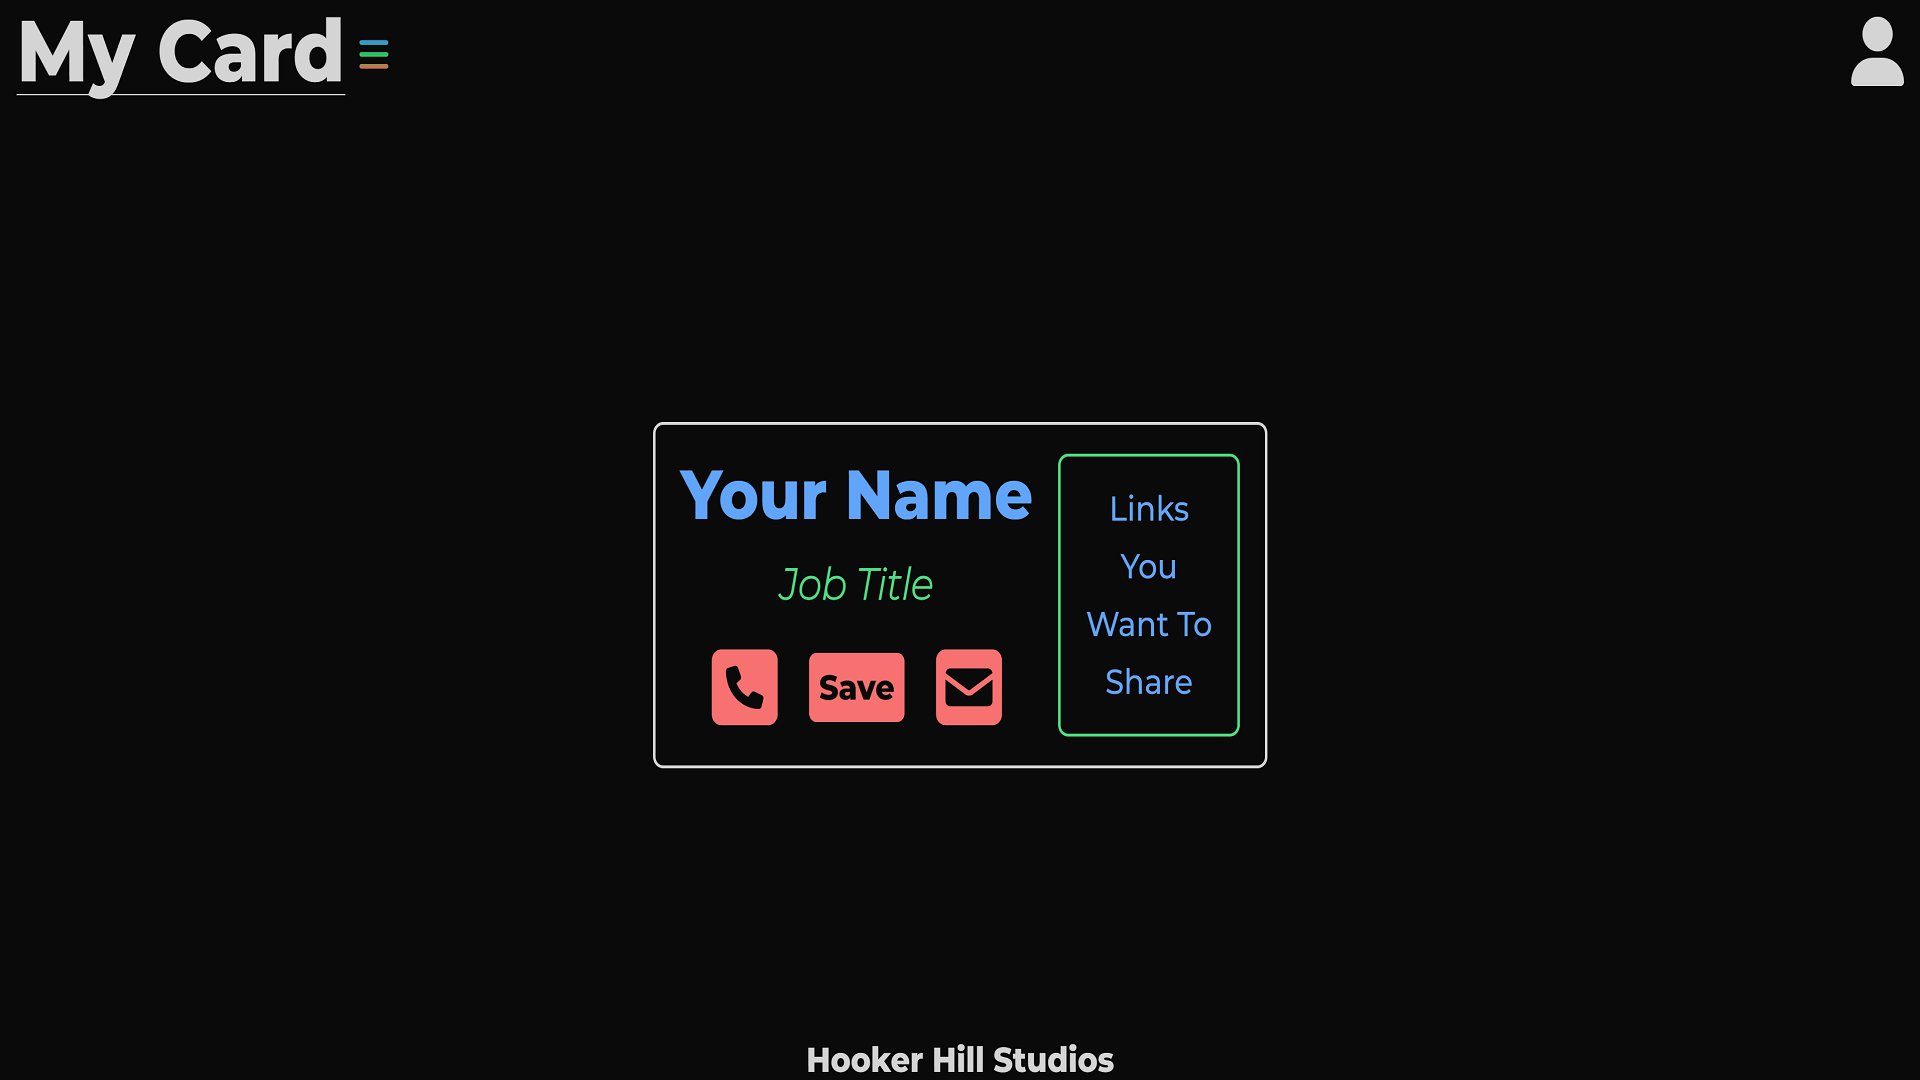 My Card
Your Name
Job Title
Save
Links
You
Want To
Share
Hooker Hill Studios